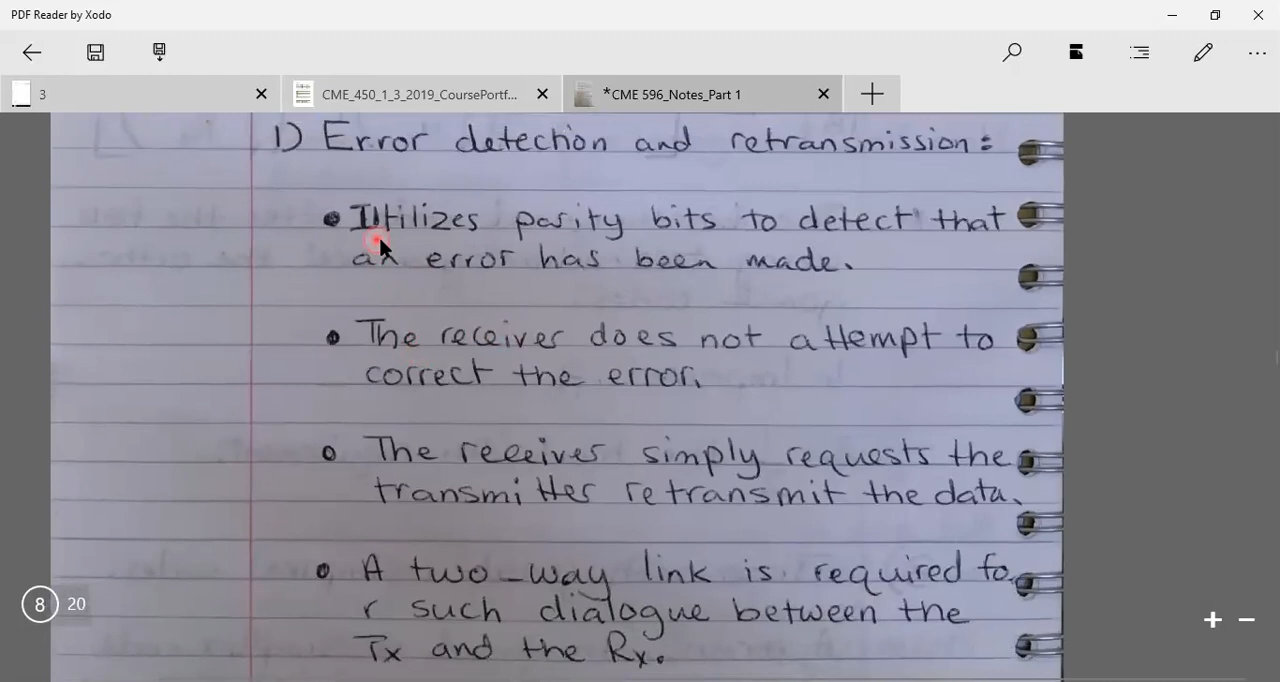 PDF Reader by Xodo
3
CME_450_1_3_2019_CoursePortf...
*CME 596_Notes_Part 1
1) Error detection and retransmission:
• Utilizes parity bits to detect that
an error has been made.
• The receiver does not attempt to
correct the error.
• The receiver simply requests the
transmitter retransmit the data.
• A two-way link is required fo
r such dialogue between the
Tx and the Rx.
8 20